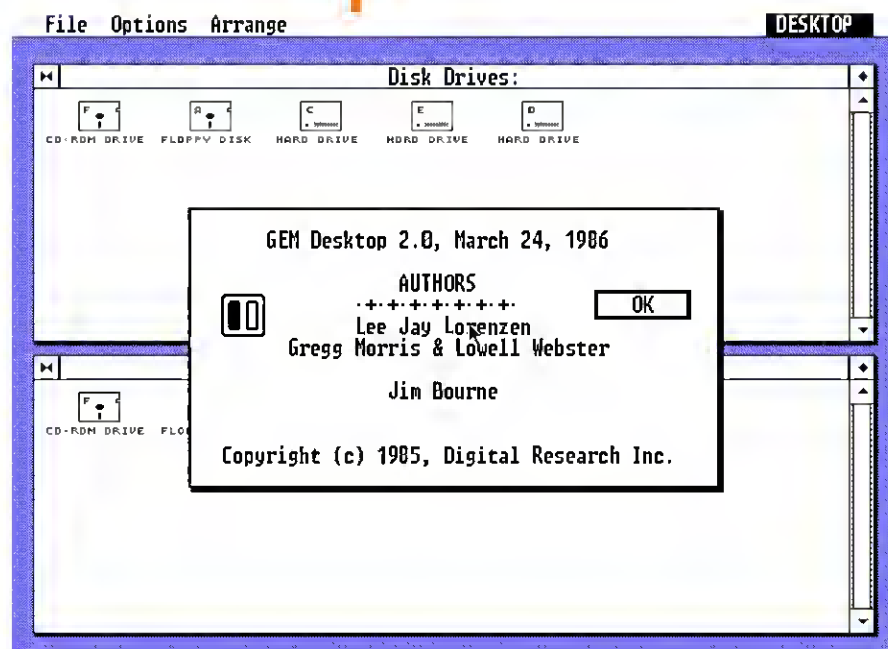 File Options Arrange DESKTOP
Disk Drives:
F A C E D
CD-ROM DRIVE FLOPPY DISK HARD DRIVE HDRD DRIVE HARD DRIVE
GEM Desktop 2.0, March 24, 1986
AUTHORS
OK
Lee Jay Lorenzen
Gregg Morris & Lowell Webster
Jim Bourne
Copyright (c) 1985, Digital Research Inc.
F
CD-ROM DRIVE FLO